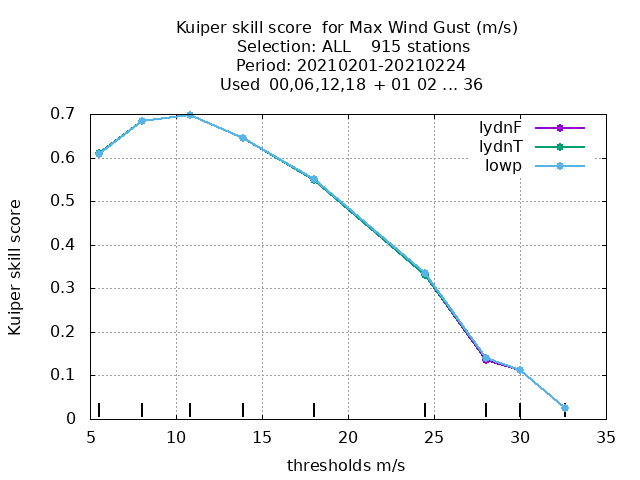 Kuiper skill score  for Max Wind Gust (m/s)
Selection: ALL    915 stations
Period: 20210201-20210224
Used  00,06,12,18  + 01 02 ... 36
lydnF
lydnT
lowp
0.7
0.6
0.5
0.4
0.3
0.2
0.1
0
Kuiper skill score
5 10 15 20 25 30 35
thresholds m/s